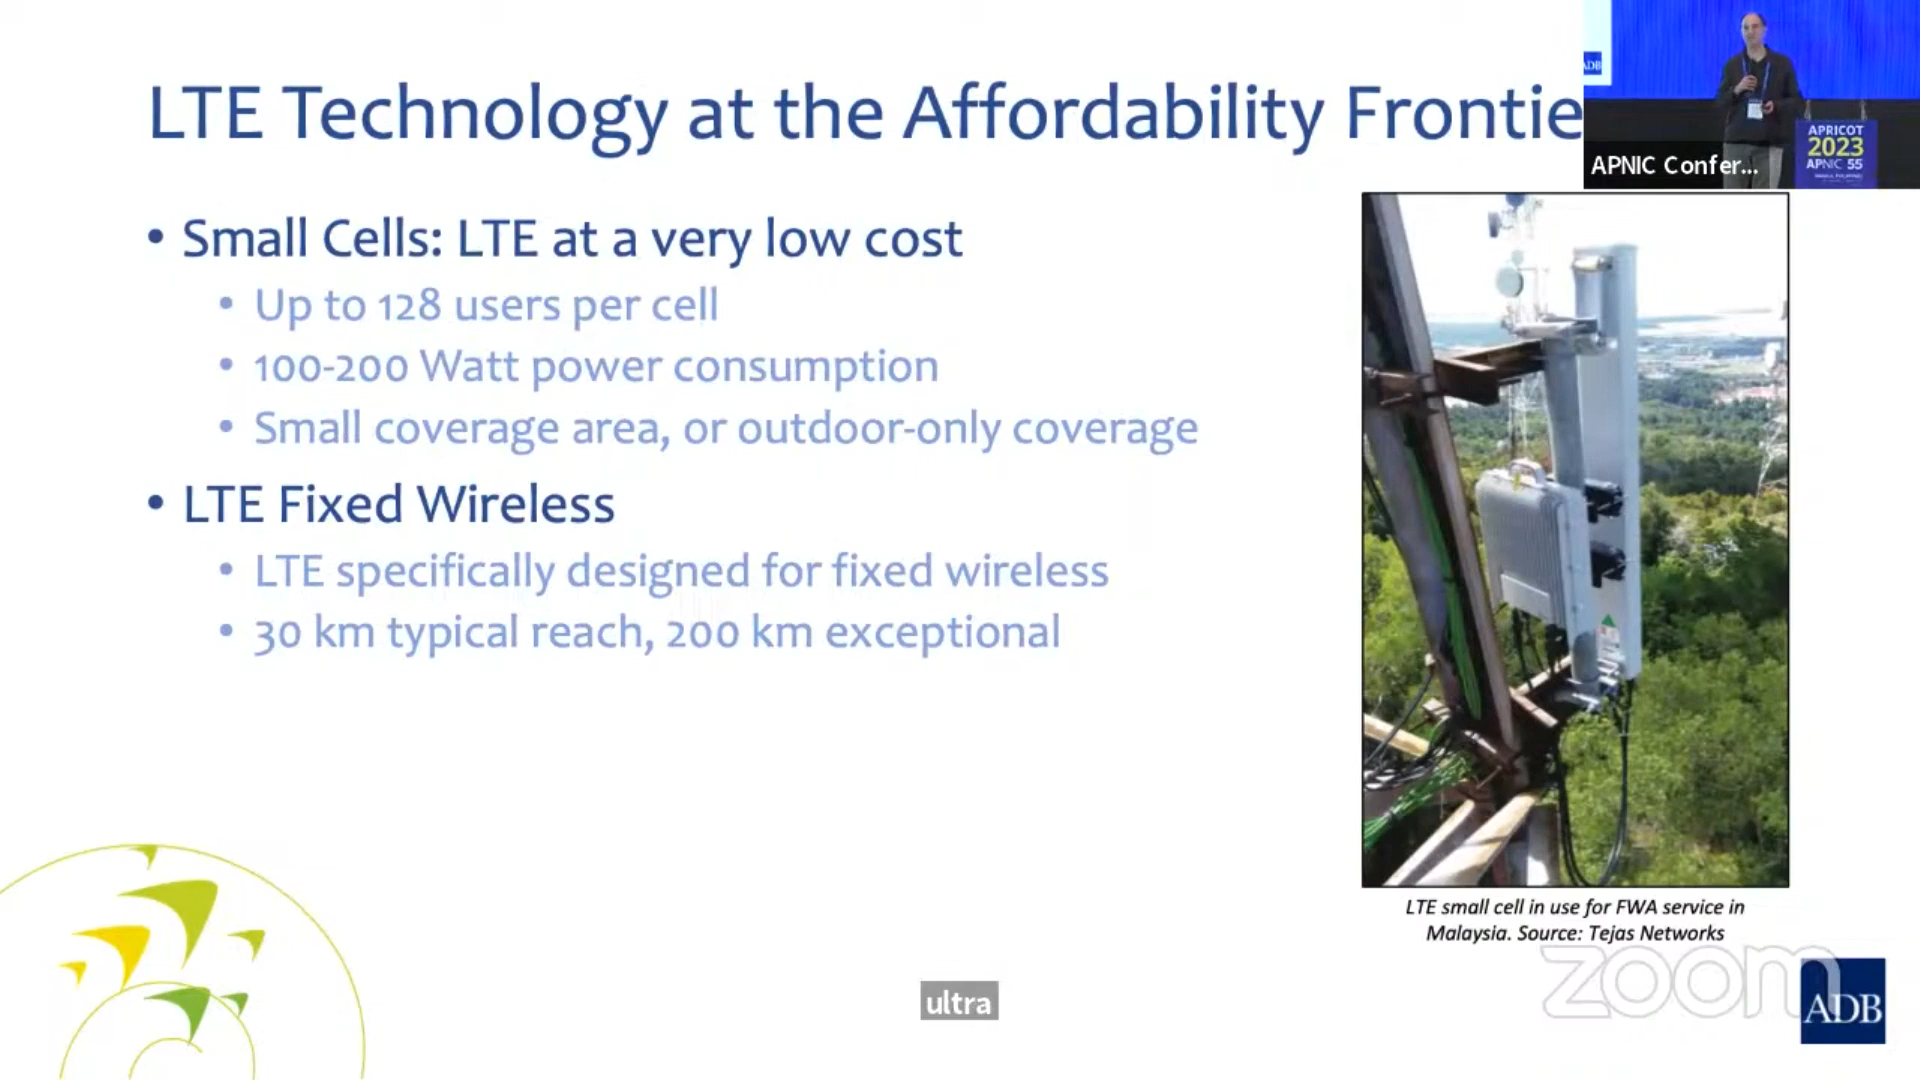 LTE Technology at the Affordability Frontie
ADB
APRICOT
2023
APNIC 55
APNIC Confer...
• Small Cells: LTE at a very low cost
• Up to 128 users per cell
• 100-200 Watt power consumption
• Small coverage area, or outdoor-only coverage
• LTE Fixed Wireless
• LTE specifically designed for fixed wireless
• 30 km typical reach, 200 km exceptional
LTE small cell in use for FWA service in
Malaysia. Source: Tejas Networks
zoom
ultra
ADB